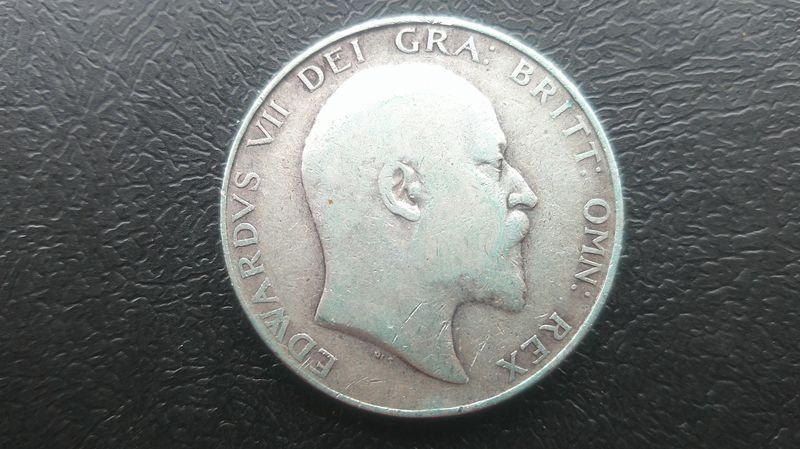 EDWARDVS VII DEI GRA: BRITT: OMN: REX